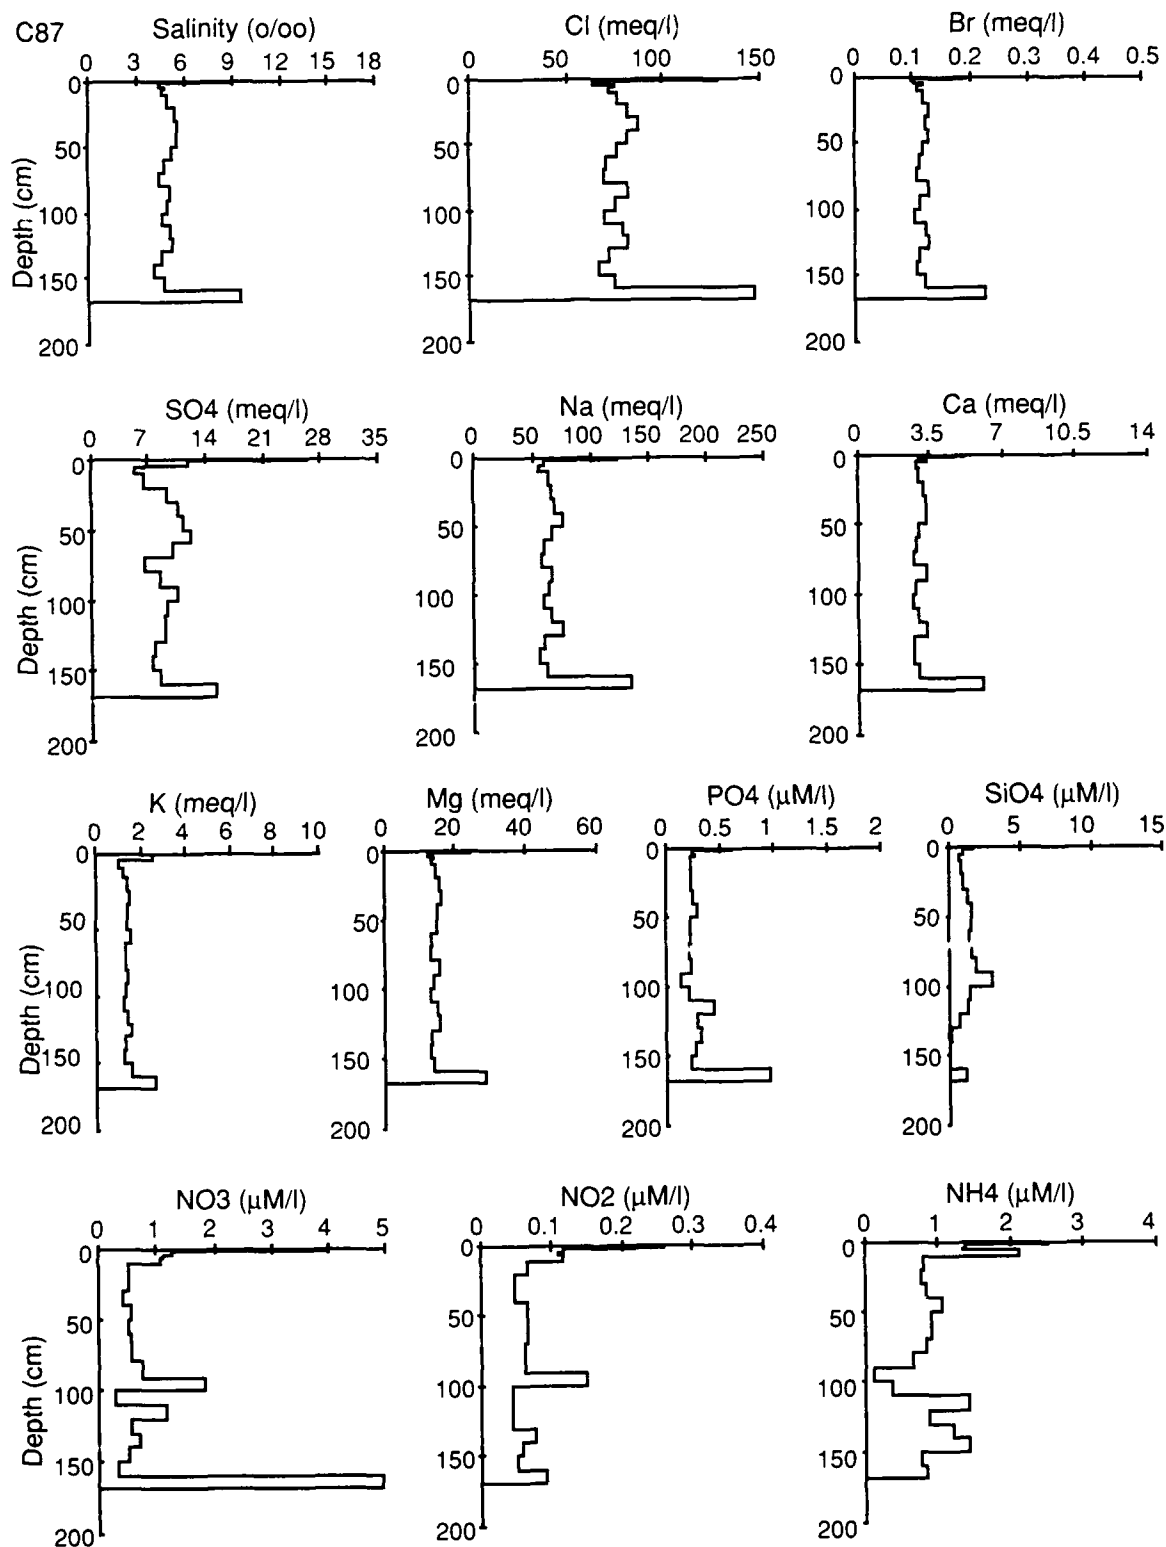 C87
Salinity (o/oo)
0 3 6 9 12 15 18
0
50
100
150
200
Depth (cm)
Cl (meq/l)
0 50 100 150
0
50
100
150
200
Br (meq/l)
0 0.1 0.2 0.3 0.4 0.5
0
50
100
150
200
SO4 (meq/l)
0 7 14 21 28 35
0
50
100
150
200
Depth (cm)
Na (meq/l)
0 50 100 150 200 250
0
50
100
150
200
Ca (meq/l)
0 3.5 7 10.5 14
0
50
100
150
200
K (meq/l)
0 2 4 6 8 10
0
50
100
150
200
Depth (cm)
Mg (meq/l)
0 20 40 60
0
50
100
150
200
PO4 (µM/l)
0 0.5 1 1.5 2
0
50
100
150
200
SiO4 (µM/l)
0 5 10 15
0
50
100
150
200
NO3 (µM/l)
0 1 2 3 4 5
0
50
100
150
200
Depth (cm)
NO2 (µM/l)
0 0.1 0.2 0.3 0.4
0
50
100
150
200
NH4 (µM/l)
0 1 2 3 4
0
50
100
150
200